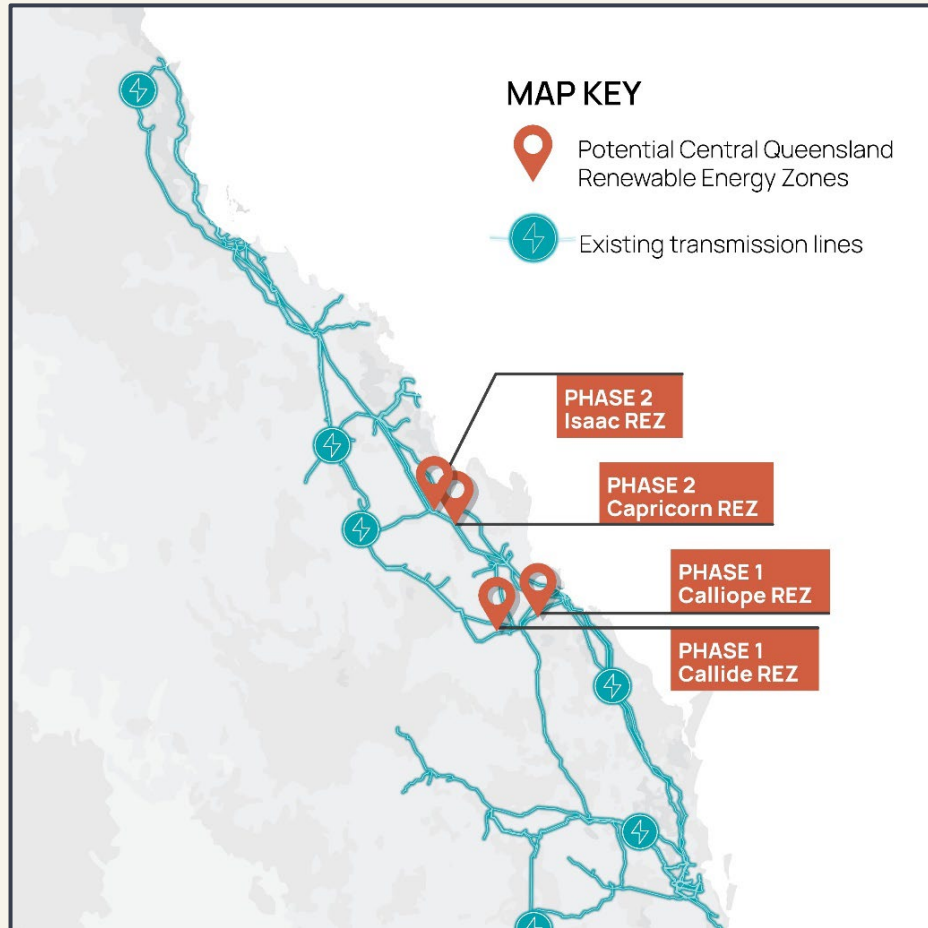 MAP KEY
Potential Central Queensland
Renewable Energy Zones
Existing transmission lines
PHASE 2
Isaac REZ
PHASE 2
Capricorn REZ
PHASE 1
Calliope REZ
PHASE 1
Callide REZ